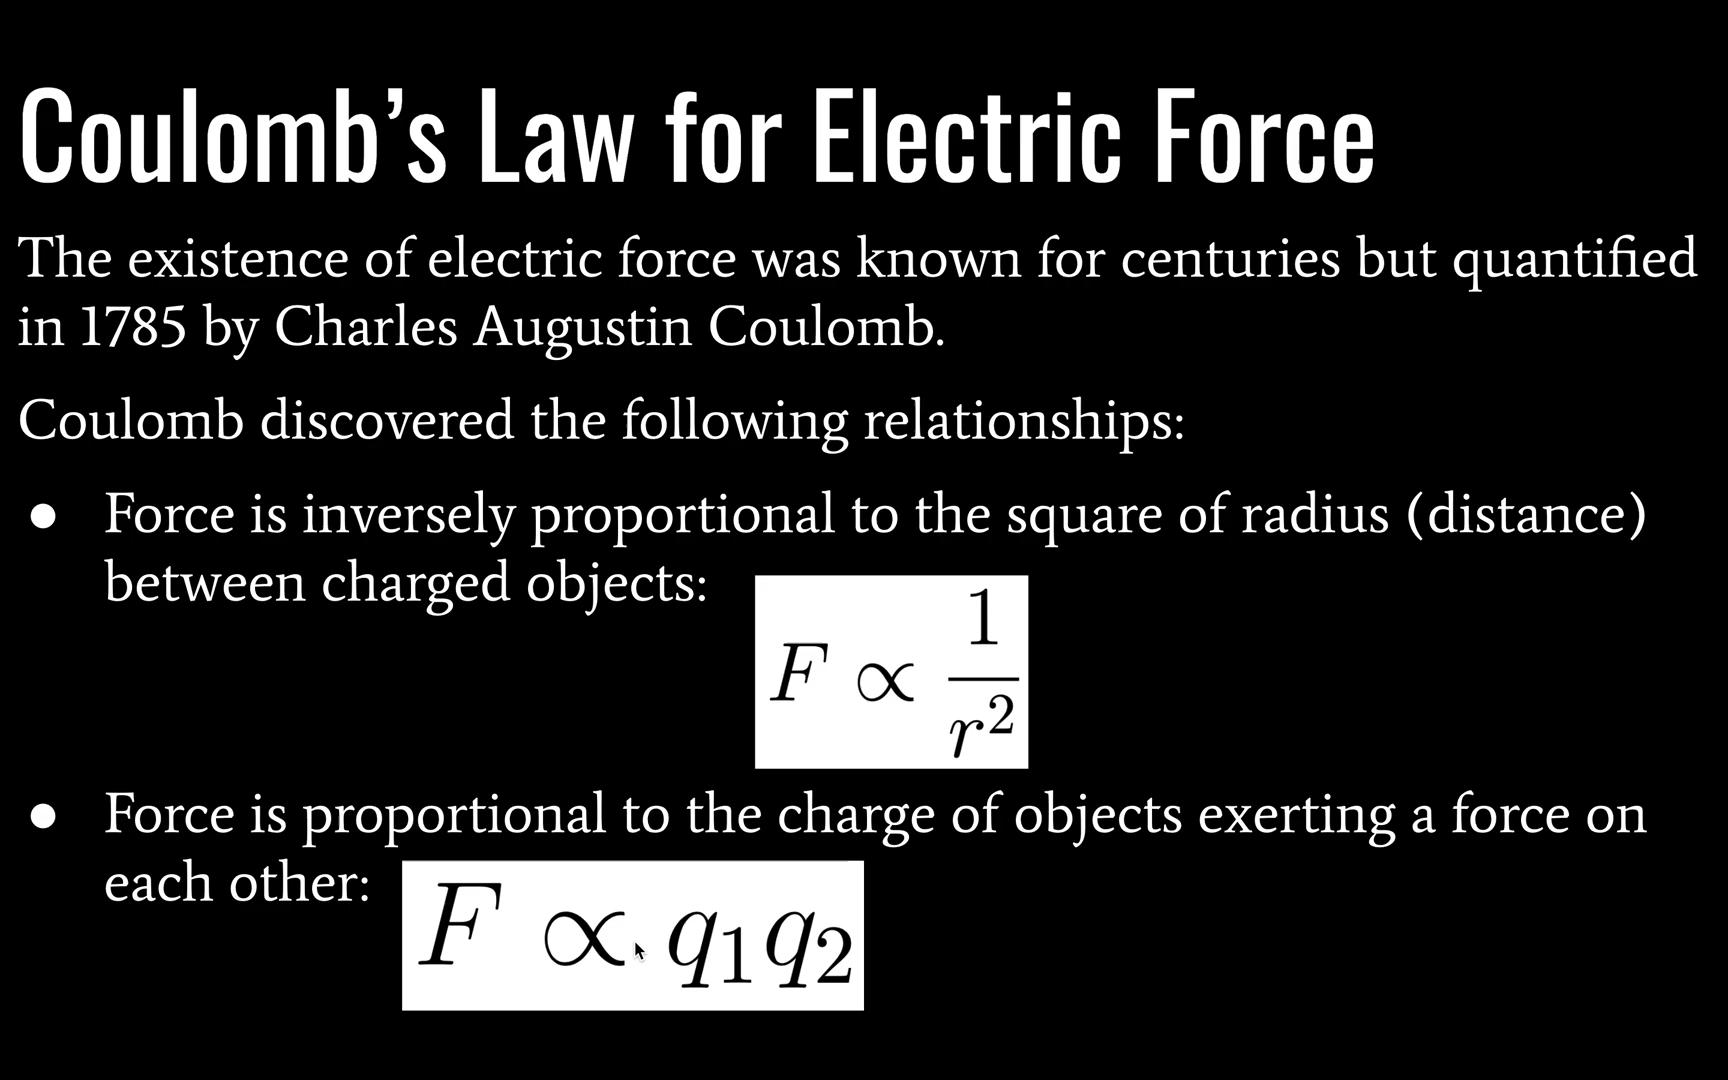 Coulomb’s Law for Electric Force
The existence of electric force was known for centuries but quantified
in 1785 by Charles Augustin Coulomb.
Coulomb discovered the following relationships:
● Force is inversely proportional to the square of radius (distance)
between charged objects:
F ∝ 1/r²
● Force is proportional to the charge of objects exerting a force on
each other:
F ∝ q₁q₂